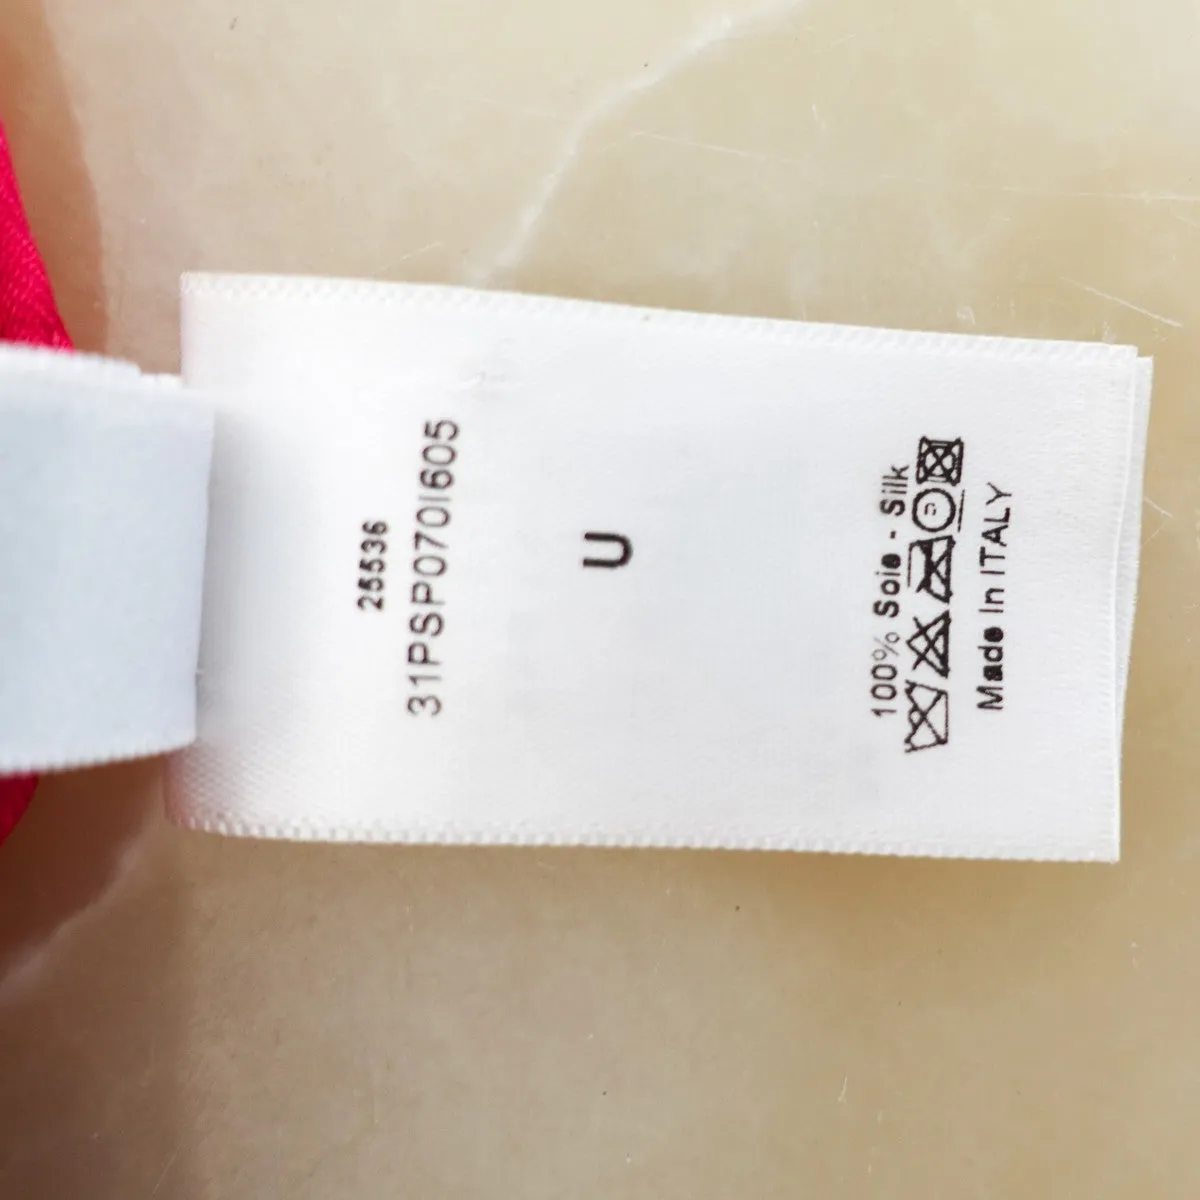 25536
31PSP070I605
U
100% Soie - Silk
P
Made In ITALY